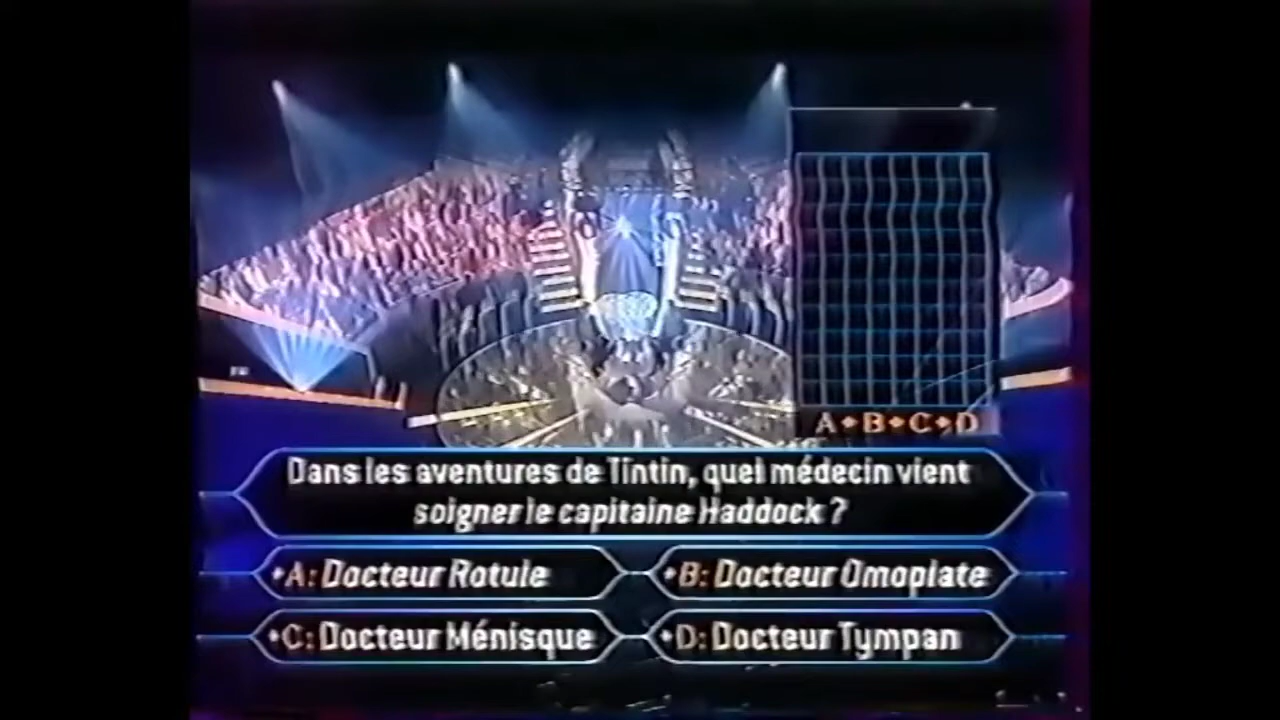 A◆B◆C◆D
Dans les aventures de Tintin, quel médecin vient
soigner le capitaine Haddock ?
◆A: Docteur Rotule
◆B: Docteur Omoplate
◆C: Docteur Ménisque
◆D: Docteur Tympan